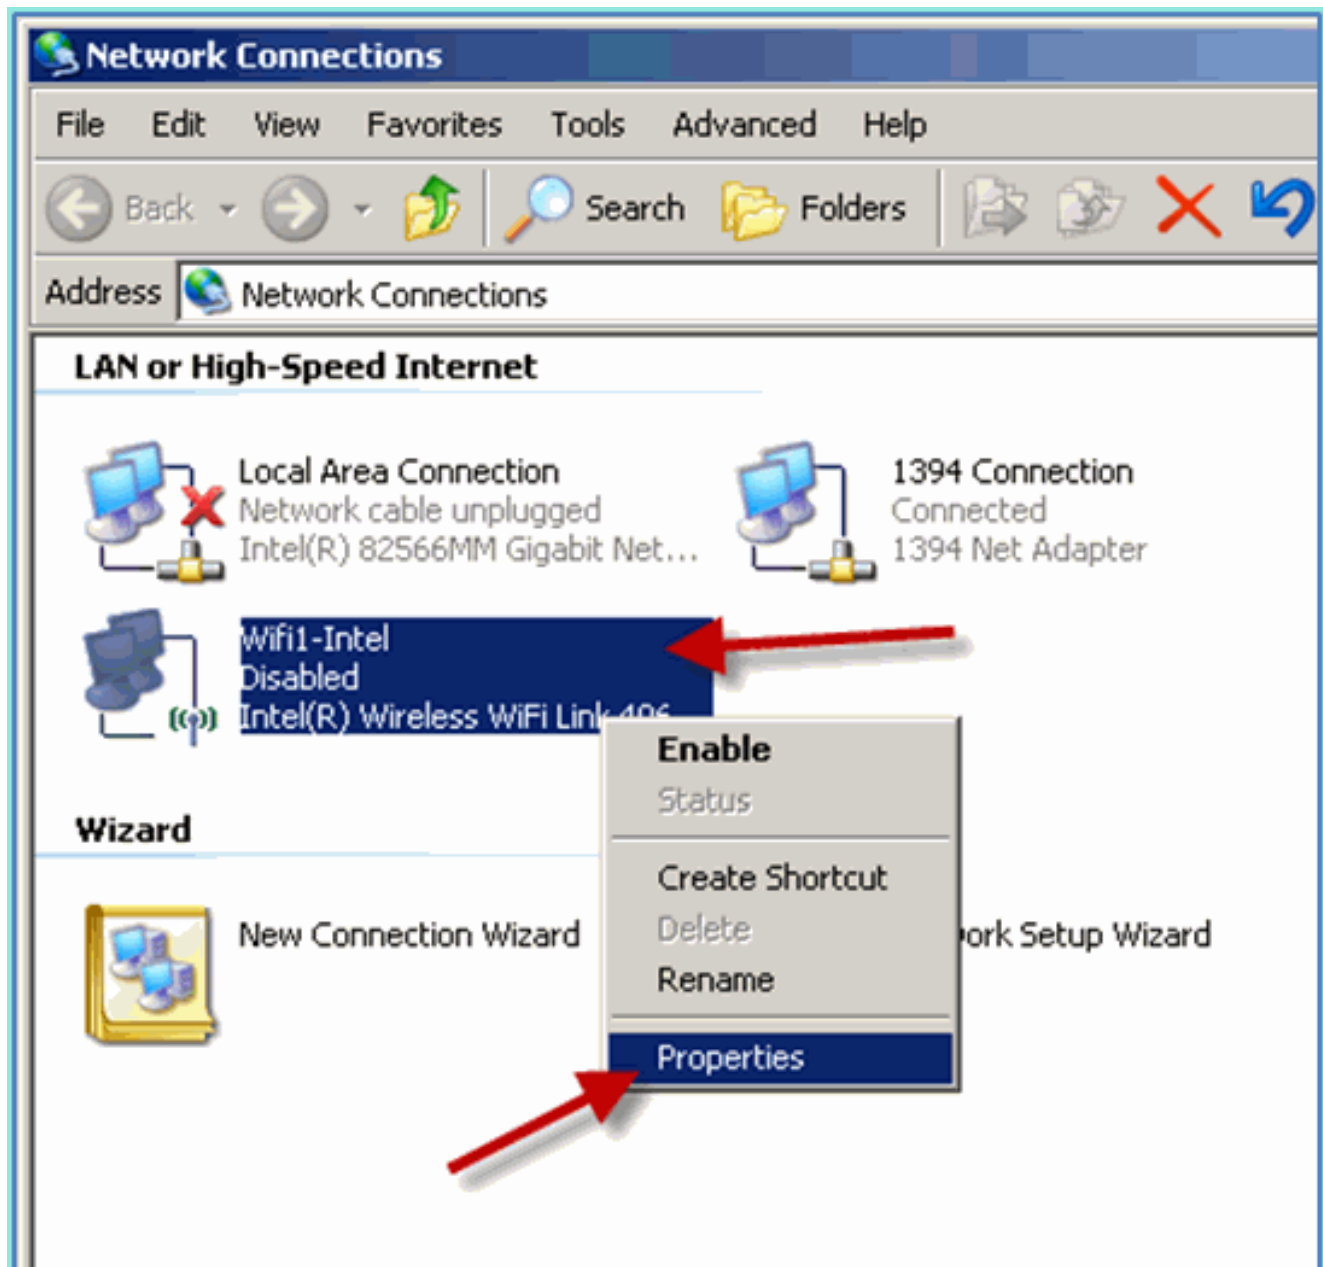 Network Connections
File Edit View Favorites Tools Advanced Help
Back Search Folders
Address Network Connections
LAN or High-Speed Internet
Local Area Connection
Network cable unplugged
Intel(R) 82566MM Gigabit Net...
1394 Connection
Connected
1394 Net Adapter
Wifi1-Intel
Disabled
Intel(R) Wireless WiFi Link
Enable
Status
Create Shortcut
Delete
Rename
Properties
Wizard
New Connection Wizard
Setup Wizard